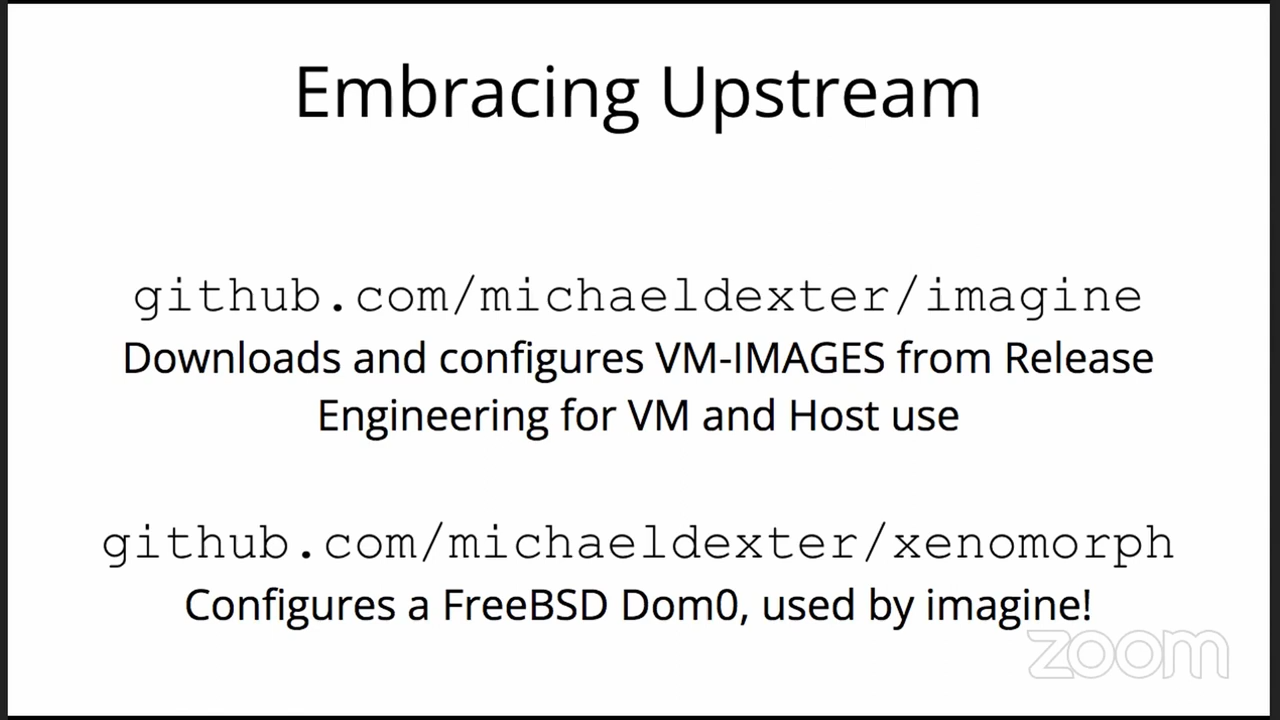 Embracing Upstream
github.com/michaeldexter/imagine
Downloads and configures VM-IMAGES from Release
Engineering for VM and Host use
github.com/michaeldexter/xenomorph
Configures a FreeBSD Dom0, used by imagine!
zoom